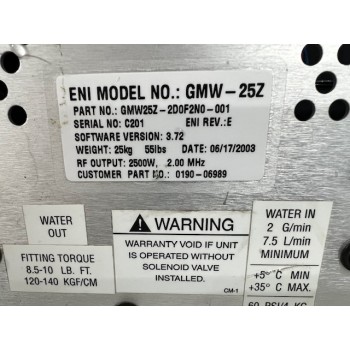 ENI MODEL NO.: GMW-25Z
PART NO.: GMW25Z-2D0F2N0-001
SERIAL NO.: C201 ENI REV.:E
SOFTWARE VERSION: 3.72
WEIGHT: 25kg 55lbs DATE: 06/17/2003
RF OUTPUT: 2500W, 2.00 MHz
CUSTOMER PART NO.: 0190-06989
WATER
OUT
FITTING TORQUE
8.5-10 LB. FT.
120-140 KGF/CM
WARNING
WARRANTY VOID IF UNIT
IS OPERATED WITHOUT
SOLENOID VALVE
INSTALLED.
CM-1
WATER IN
2 G/min
7.5 L/min
MINIMUM
+5°C MIN
+35°C MAX.